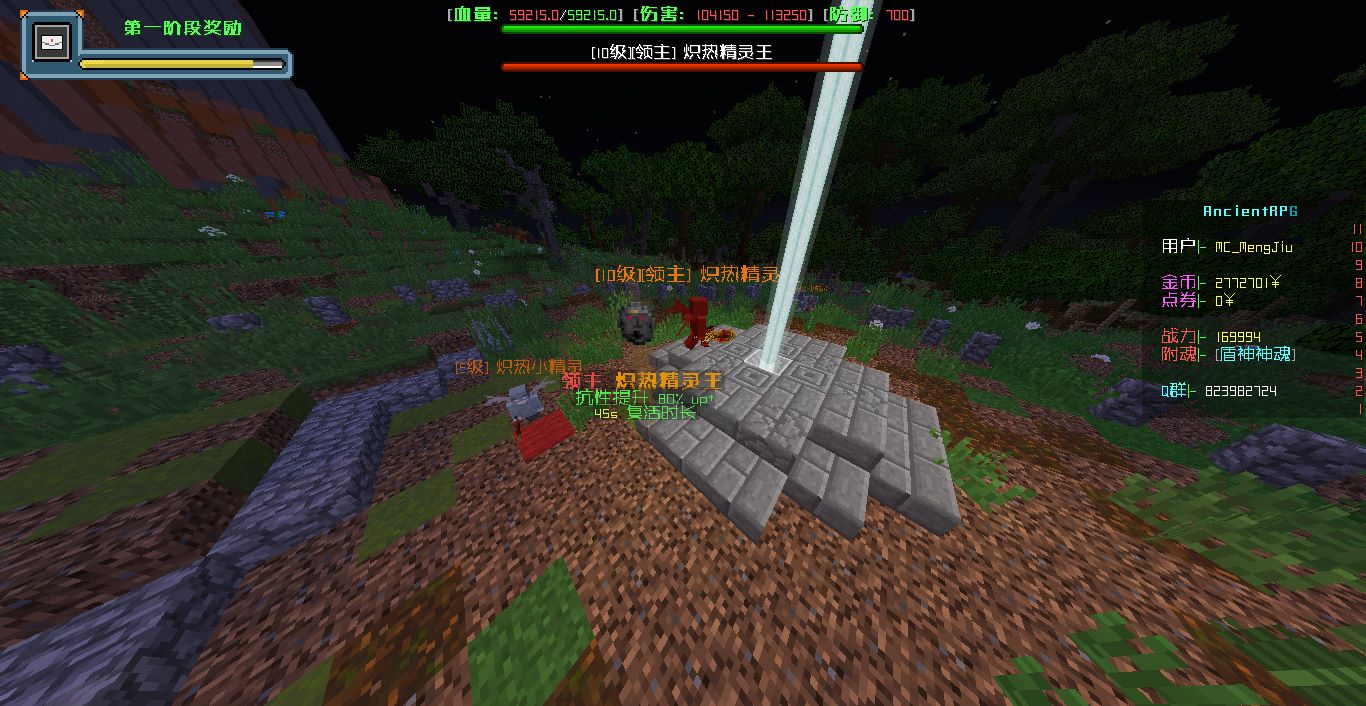 第一阶段奖励
[血量: 59215.0/59215.0] [伤害: 104150 - 113250] [防御: 700]
[10级][领主] 炽热精灵王
[10级][领主] 炽热精灵
[级] 炽热小精灵
领主 炽热精灵王
抗性提升 80% up↑
45s 复活时长
AncientRPG
用户|- MC_MengJiu
金币|- 2772701¥
点券|- 0¥
战力|- 169994
附魂|- [盾神神魂]
Q群|- 823982724
11
10
9
8
7
6
5
4
3
2
1